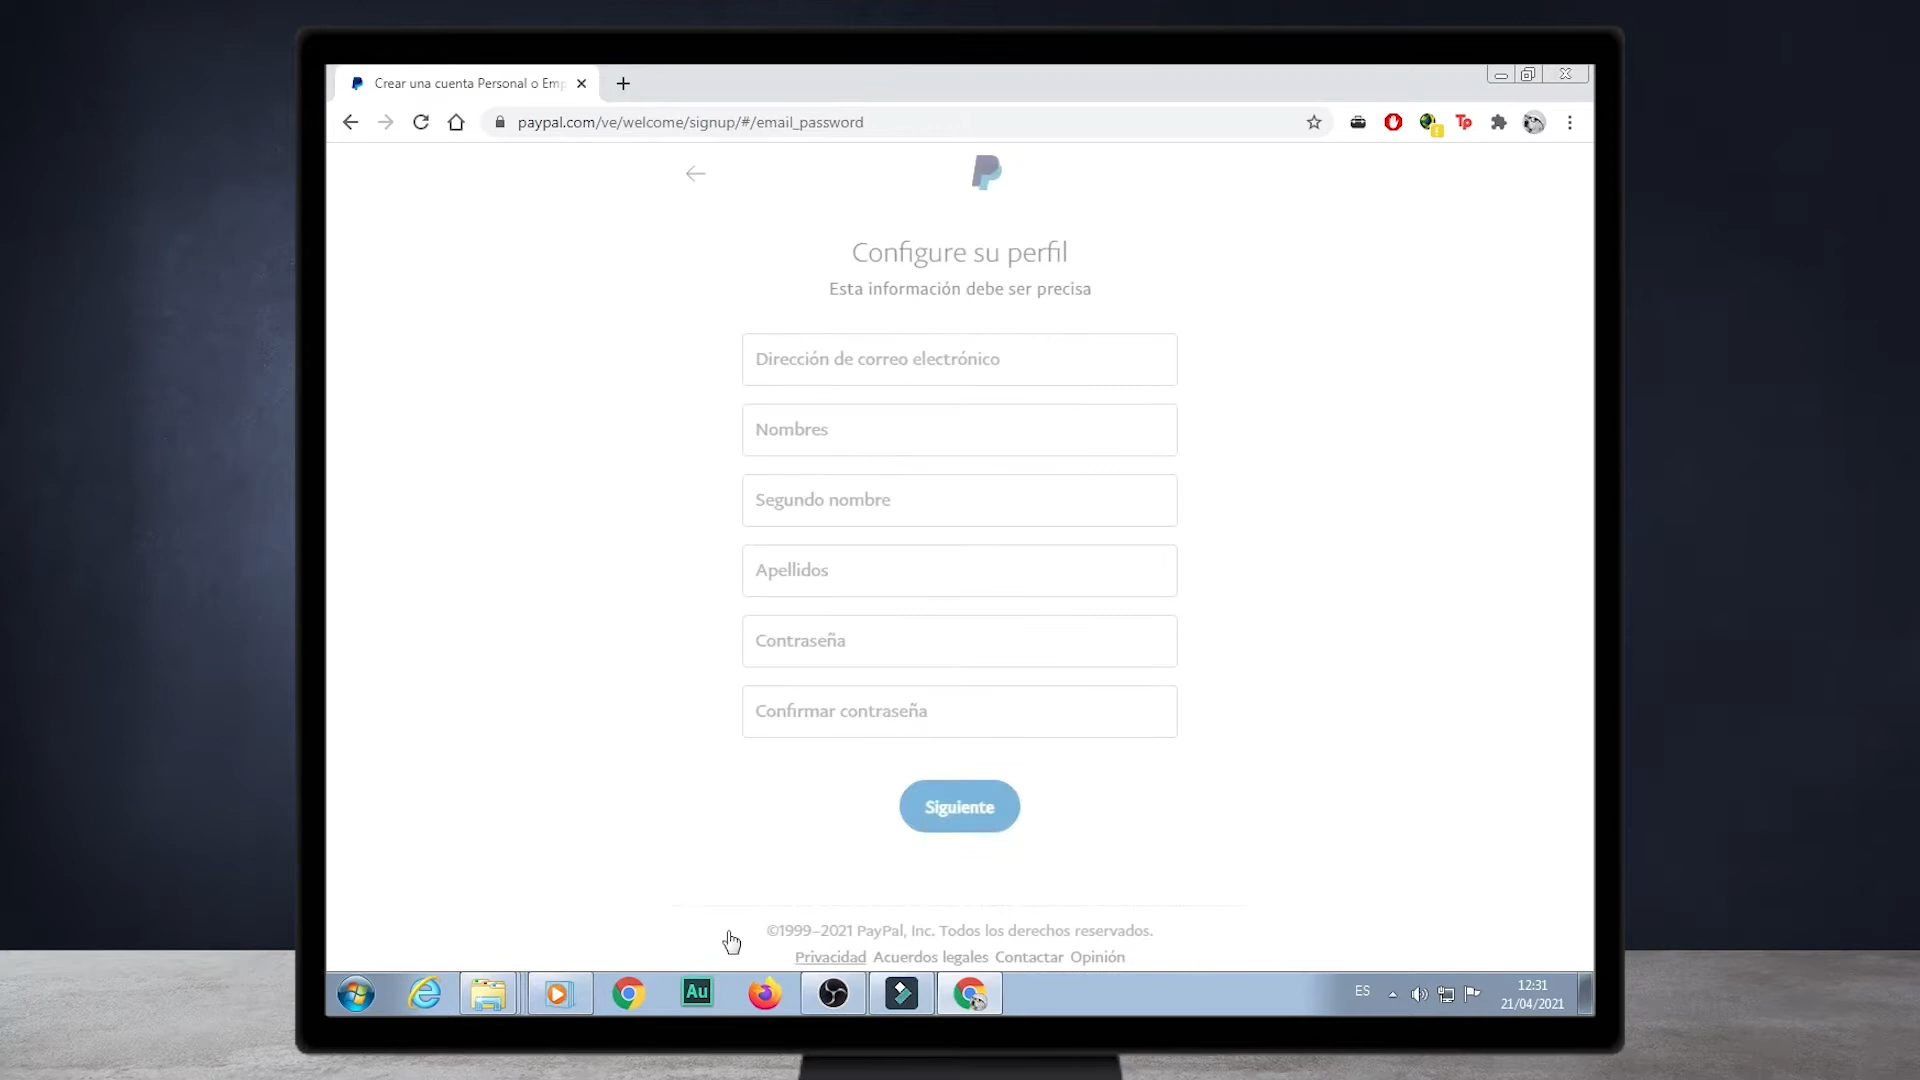 Crear una cuenta Personal o Emp
paypal.com/ve/welcome/signup/#/email_password
Configure su perfil
Esta información debe ser precisa
Dirección de correo electrónico
Nombres
Segundo nombre
Apellidos
Contraseña
Confirmar contraseña
Siguiente
©1999–2021 PayPal, Inc. Todos los derechos reservados.
Privacidad Acuerdos legales Contactar Opinión
Tp
Au
ES
12:31
21/04/2021